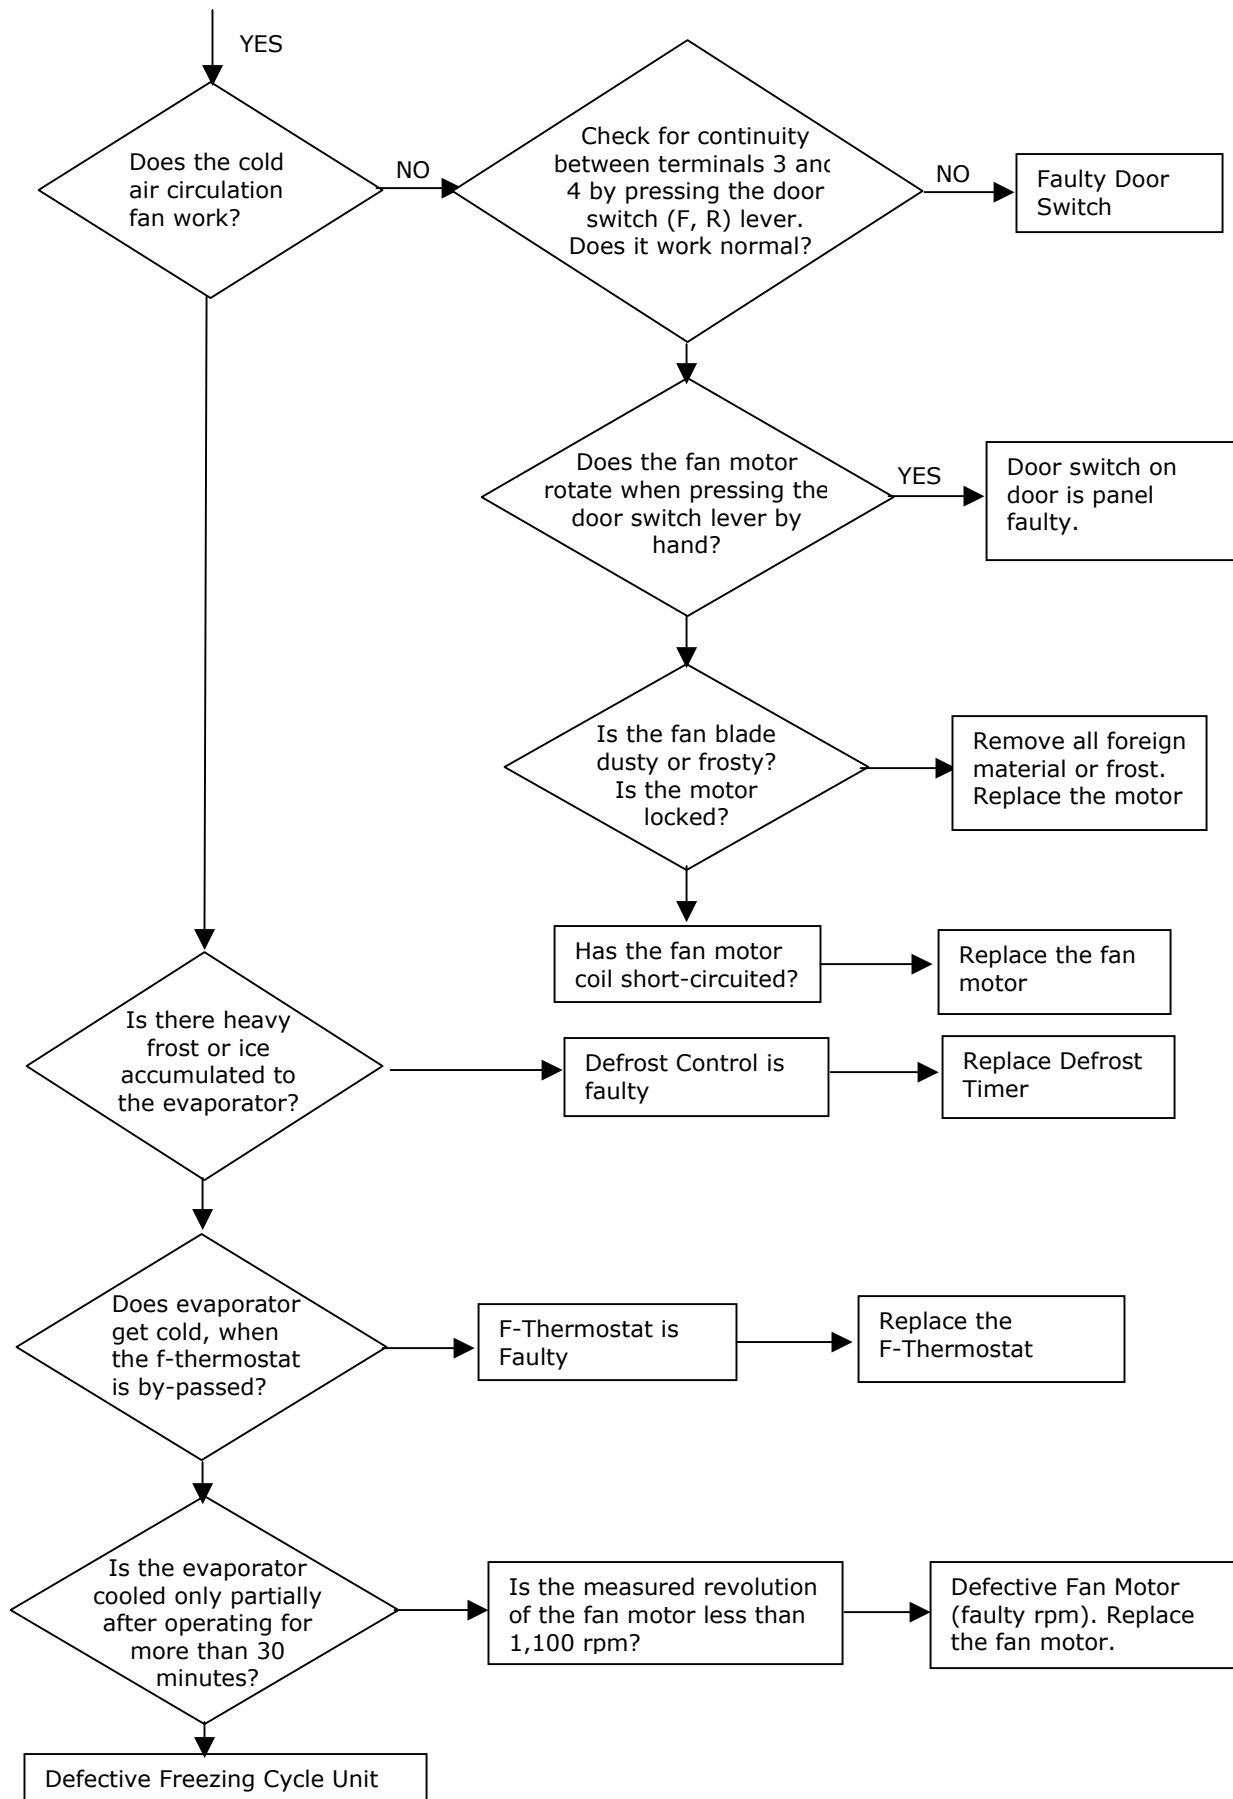 YES
Does the cold
air circulation
fan work?
NO
Check for continuity
between terminals 3 and
4 by pressing the door
switch (F, R) lever.
Does it work normal?
NO
Faulty Door
Switch
Does the fan motor
rotate when pressing the
door switch lever by
hand?
YES
Door switch on
door is panel
faulty.
Is the fan blade
dusty or frosty?
Is the motor
locked?
Remove all foreign
material or frost.
Replace the motor
Has the fan motor
coil short-circuited?
Replace the fan
motor
Is there heavy
frost or ice
accumulated to
the evaporator?
Defrost Control is
faulty
Replace Defrost
Timer
Does evaporator
get cold, when
the f-thermostat
is by-passed?
F-Thermostat is
Faulty
Replace the
F-Thermostat
Is the evaporator
cooled only partially
after operating for
more than 30
minutes?
Is the measured revolution
of the fan motor less than
1,100 rpm?
Defective Fan Motor
(faulty rpm). Replace
the fan motor.
Defective Freezing Cycle Unit